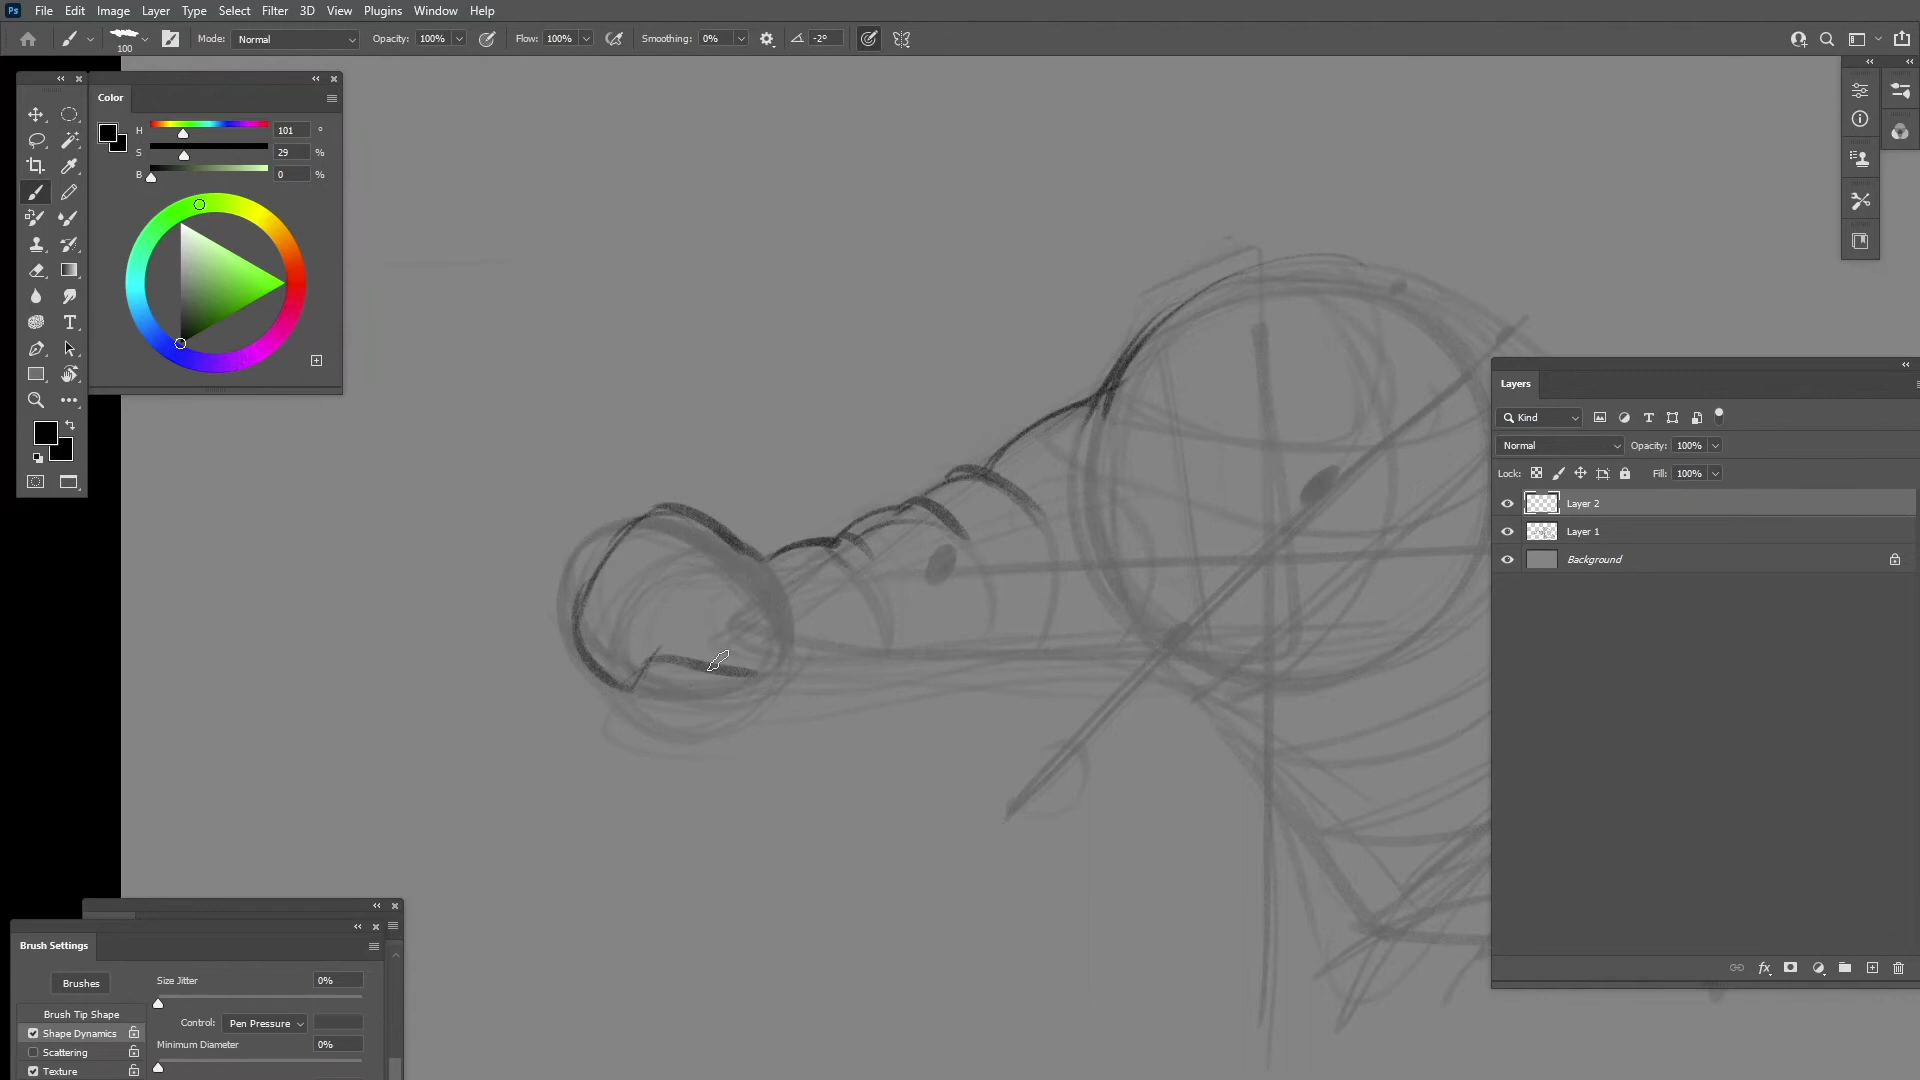 Ps File Edit Image Layer Type Select Filter 3D View Plugins Window Help
100 Mode: Normal Opacity: 100% Flow: 100% Smoothing: 0% -2°
Color
H 101 °
S 29 %
B 0 %
T
Layers
Kind
Normal Opacity: 100%
Lock: Fill: 100%
Layer 2
Layer 1
Background
fx
Brush Settings
Brushes
Size Jitter 0%
Brush Tip Shape
Control: Pen Pressure
Shape Dynamics
Minimum Diameter 0%
Scattering
Texture